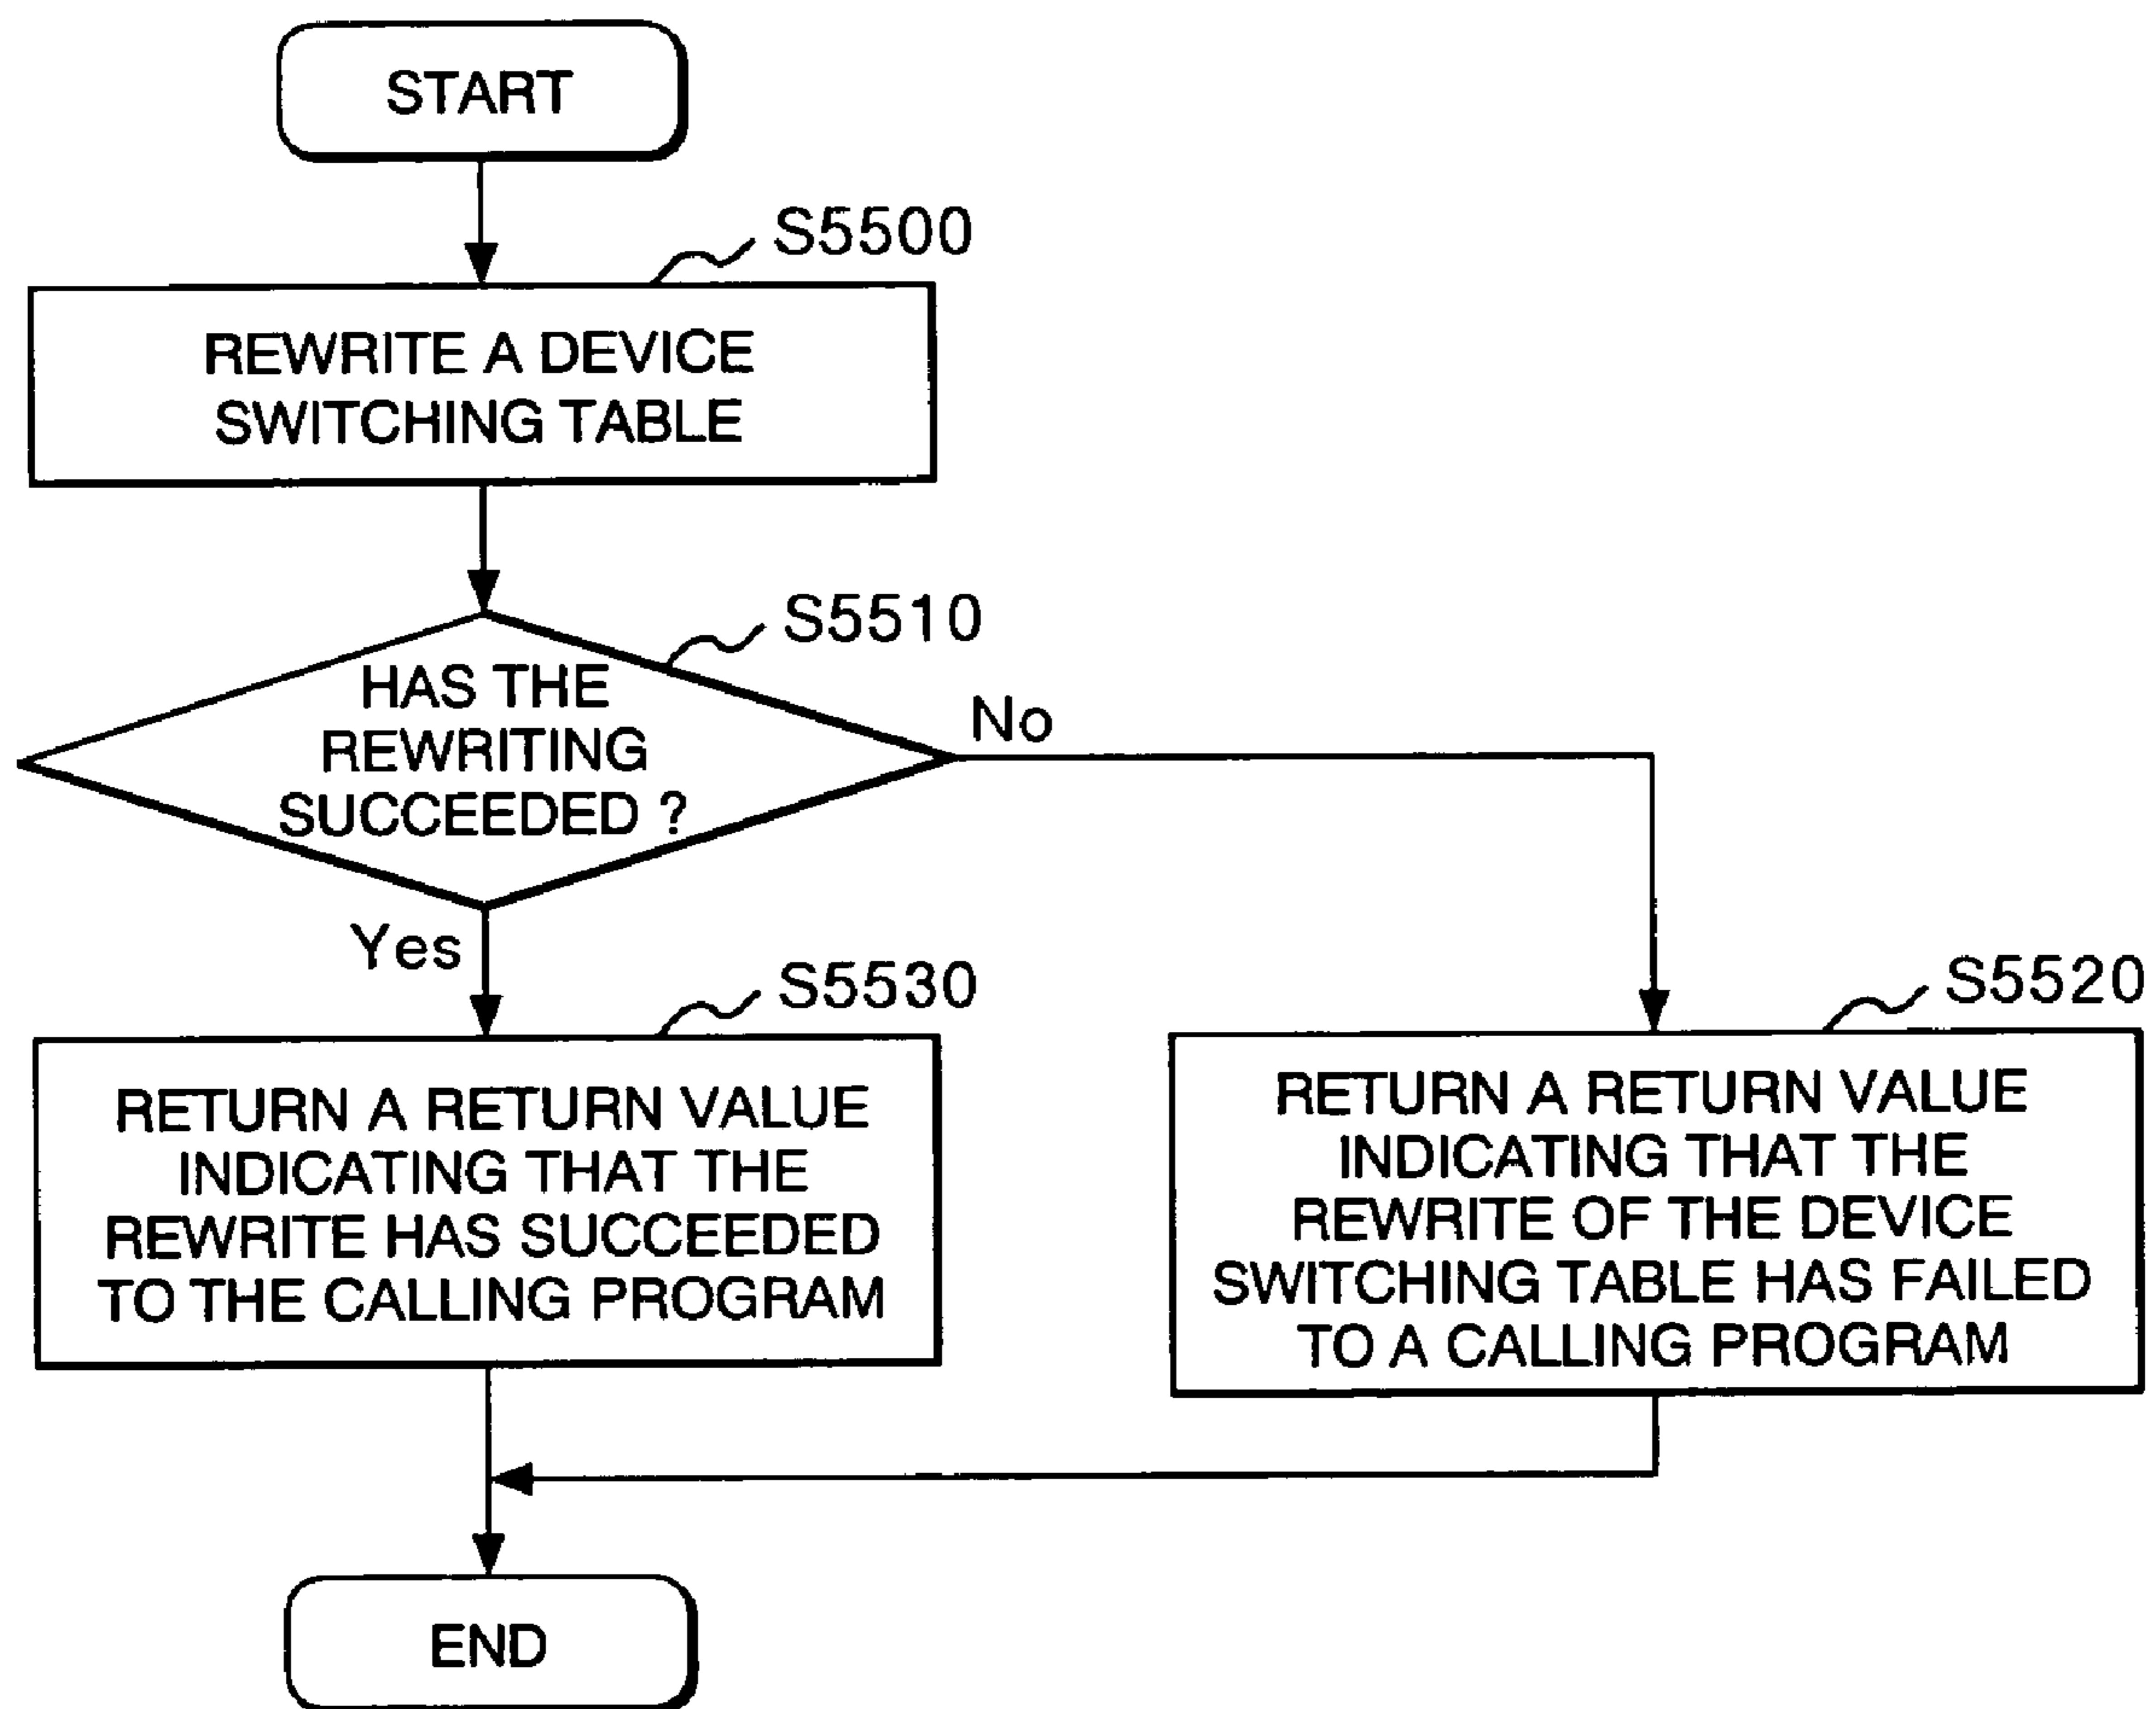 START
S5500
REWRITE A DEVICE
SWITCHING TABLE
S5510
HAS THE
REWRITING
SUCCEEDED ?
No
Yes
S5530
RETURN A RETURN VALUE
INDICATING THAT THE
REWRITE HAS SUCCEEDED
TO THE CALLING PROGRAM
S5520
RETURN A RETURN VALUE
INDICATING THAT THE
REWRITE OF THE DEVICE
SWITCHING TABLE HAS FAILED
TO A CALLING PROGRAM
END